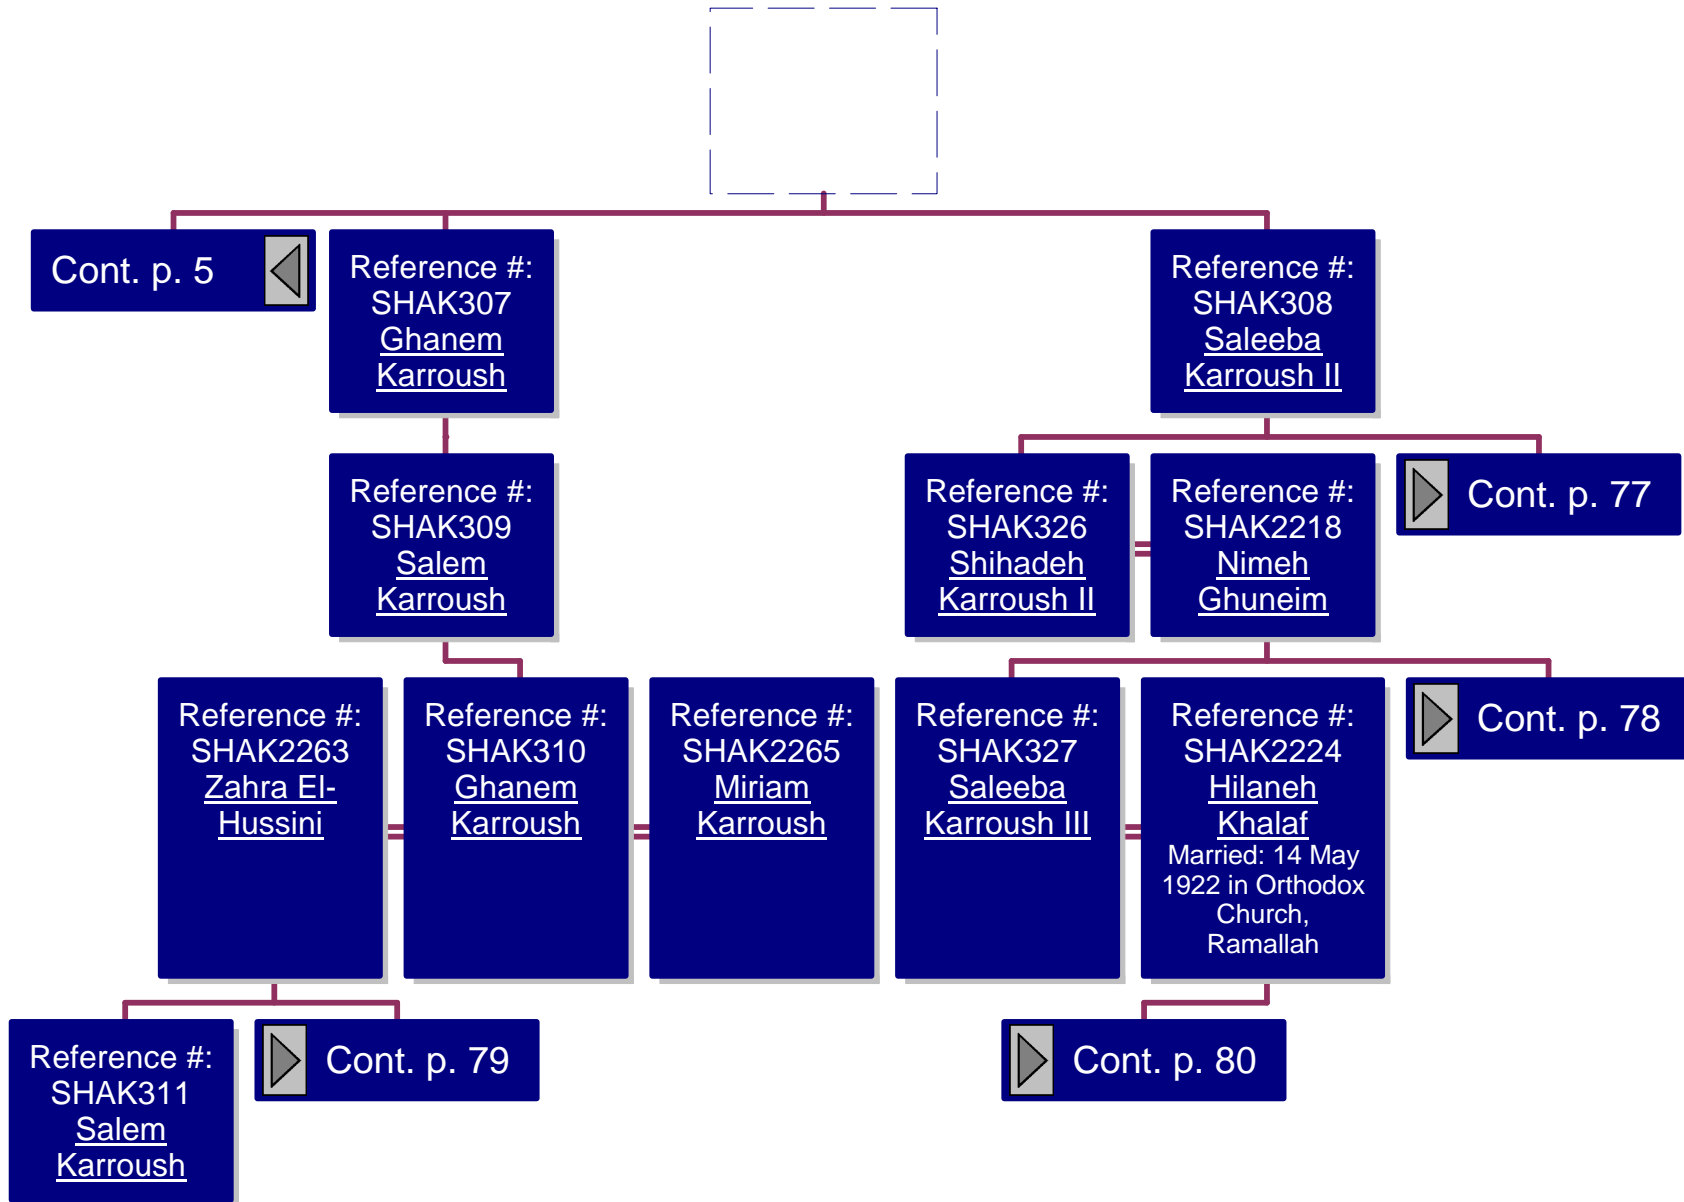 Cont. p. 5
Reference #:
SHAK307
Ghanem
Karroush
Reference #:
SHAK308
Saleeba
Karroush II
Reference #:
SHAK309
Salem
Karroush
Reference #:
SHAK326
Shihadeh
Karroush II
Reference #:
SHAK2218
Nimeh
Ghuneim
Cont. p. 77
Reference #:
SHAK2263
Zahra El-
Hussini
Reference #:
SHAK310
Ghanem
Karroush
Reference #:
SHAK2265
Miriam
Karroush
Reference #:
SHAK327
Saleeba
Karroush III
Reference #:
SHAK2224
Hilaneh
Khalaf
Married: 14 May
1922 in Orthodox
Church,
Ramallah
Cont. p. 78
Reference #:
SHAK311
Salem
Karroush
Cont. p. 79
Cont. p. 80